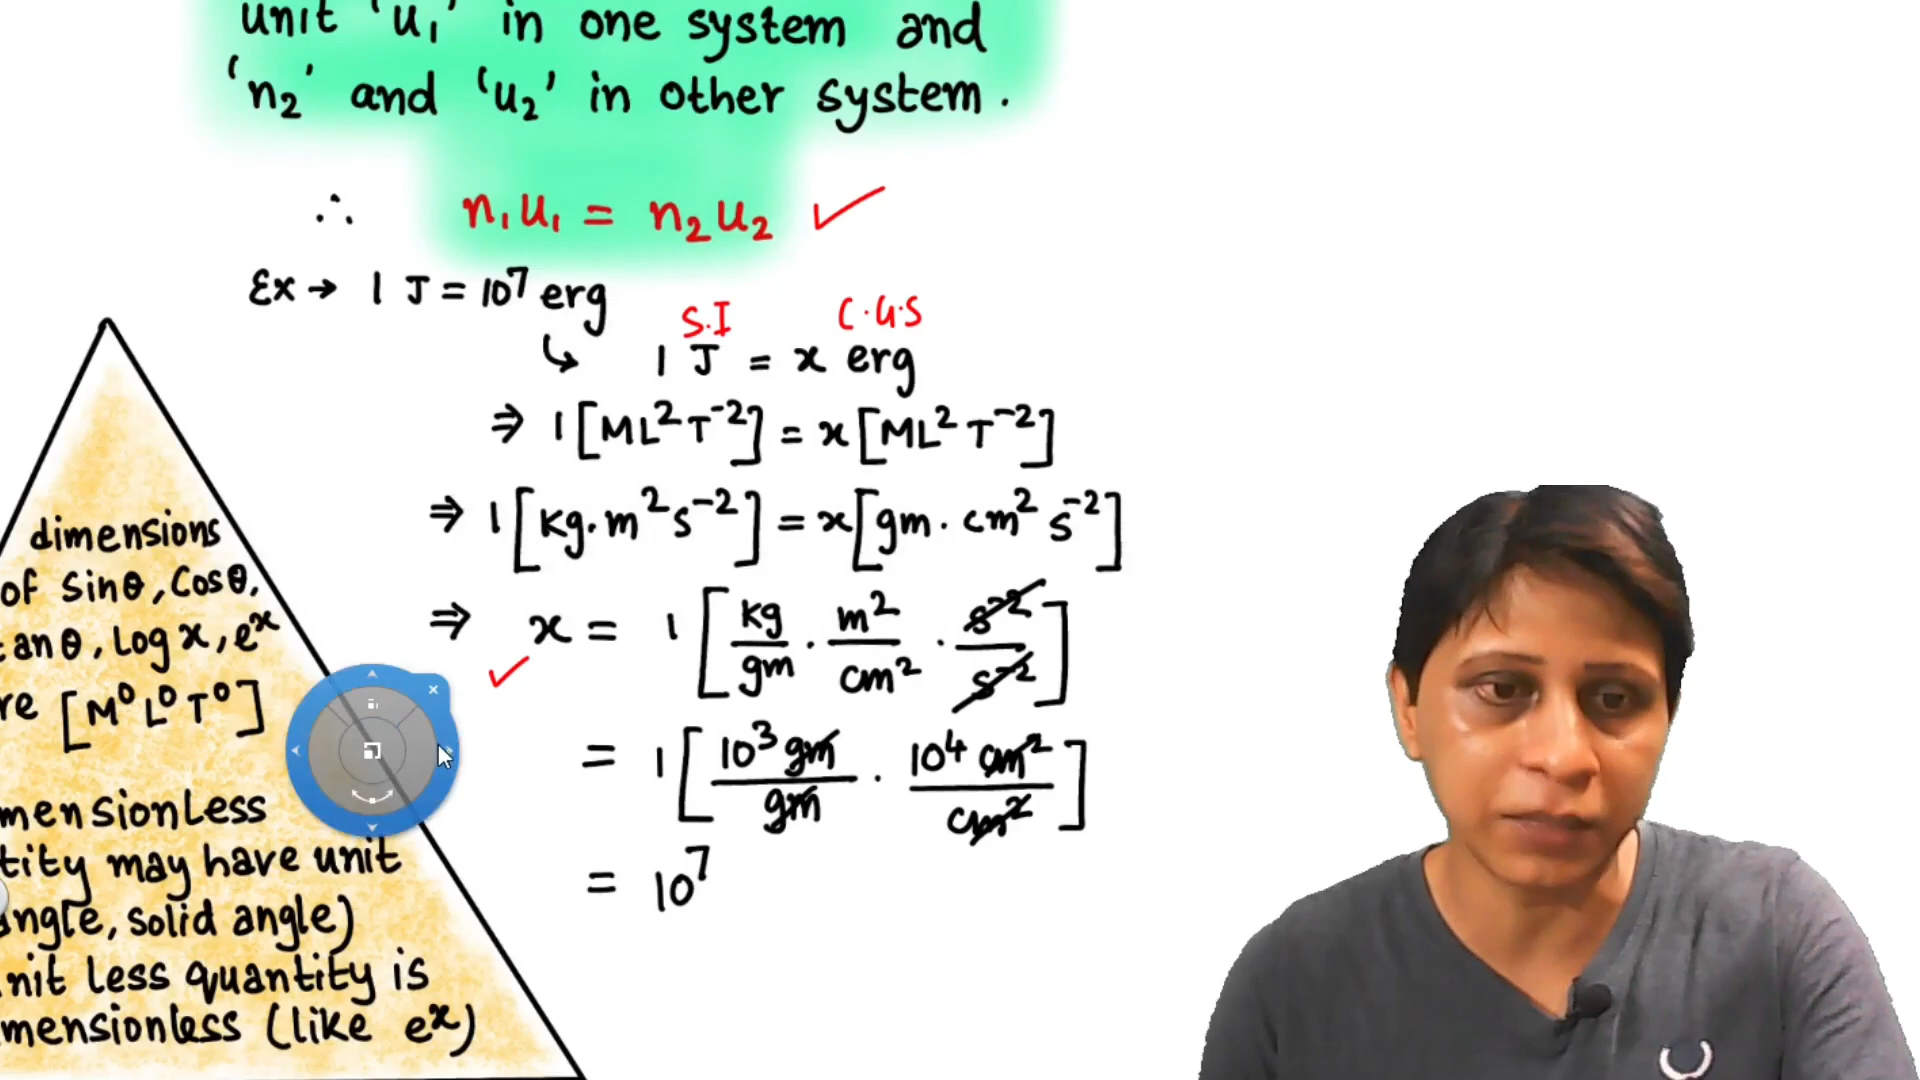 unit 'u₁' in one system and
'n₂' and 'u₂' in other system.
∴ n₁u₁ = n₂u₂ ✓
Ex → 1 J = 10⁷ erg
S.I C.G.S
↳ 1 J = x erg
⇒ 1[ML²T⁻²] = x[ML²T⁻²]
⇒ 1[kg.m²s⁻²] = x[gm.cm² s⁻²]
⇒ x = 1[kg/gm . m²/cm² . s⁻²/s⁻²]
✓
= 1[10³ gm/gm . 10⁴ cm²/cm²]
= 10⁷
dimensions
of Sinθ, Cosθ,
tanθ, log x, eˣ
re [M⁰L⁰T⁰]
mensionless
tity may have unit
angle, solid angle)
nit less quantity is
mensionless (like eˣ)